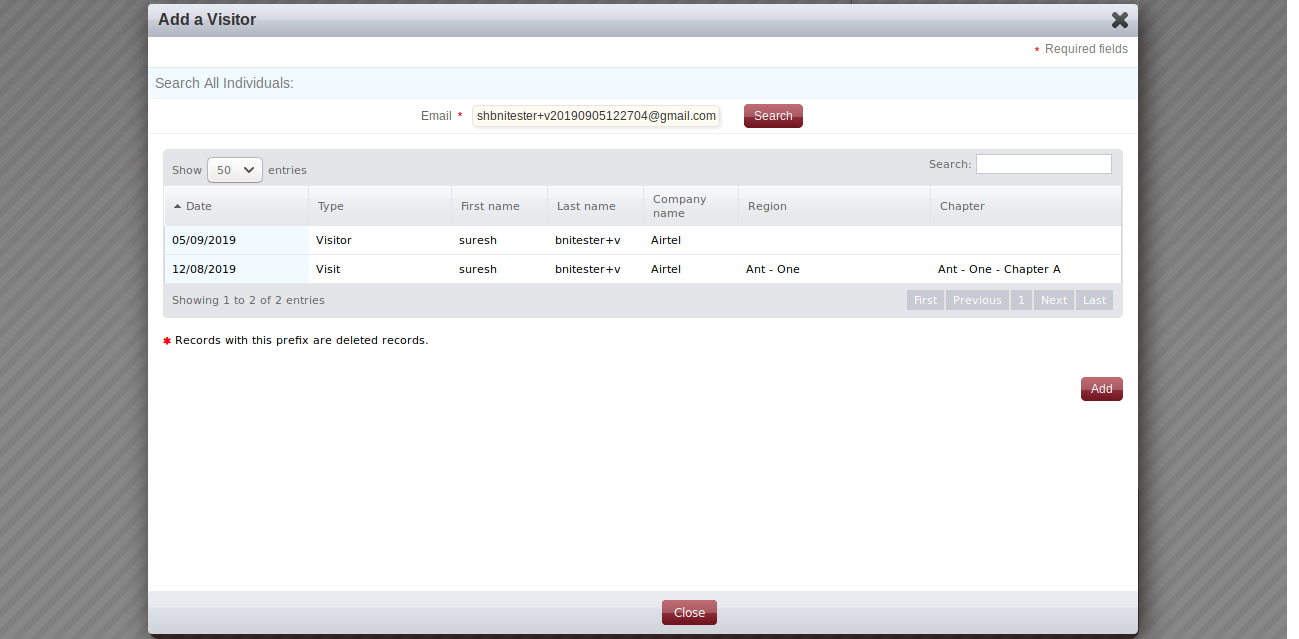 Add a Visitor
* Required fields
Search All Individuals:
Email * shbnitester+v20190905122704@gmail.com Search
Show 50 entries Search:
Date Type First name Last name Company name Region Chapter
05/09/2019 Visitor suresh bnitester+v Airtel
12/08/2019 Visit suresh bnitester+v Airtel Ant - One Ant - One - Chapter A
Showing 1 to 2 of 2 entries First Previous 1 Next Last
* Records with this prefix are deleted records.
Add
Close